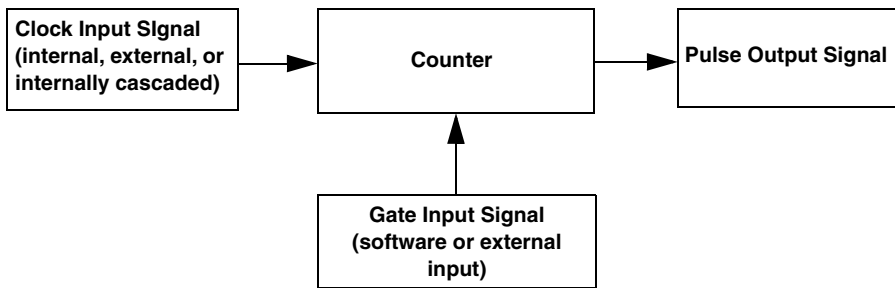 Clock Input SIgnal
(internal, external, or
internally cascaded)
Counter
Pulse Output Signal
Gate Input Signal
(software or external
input)